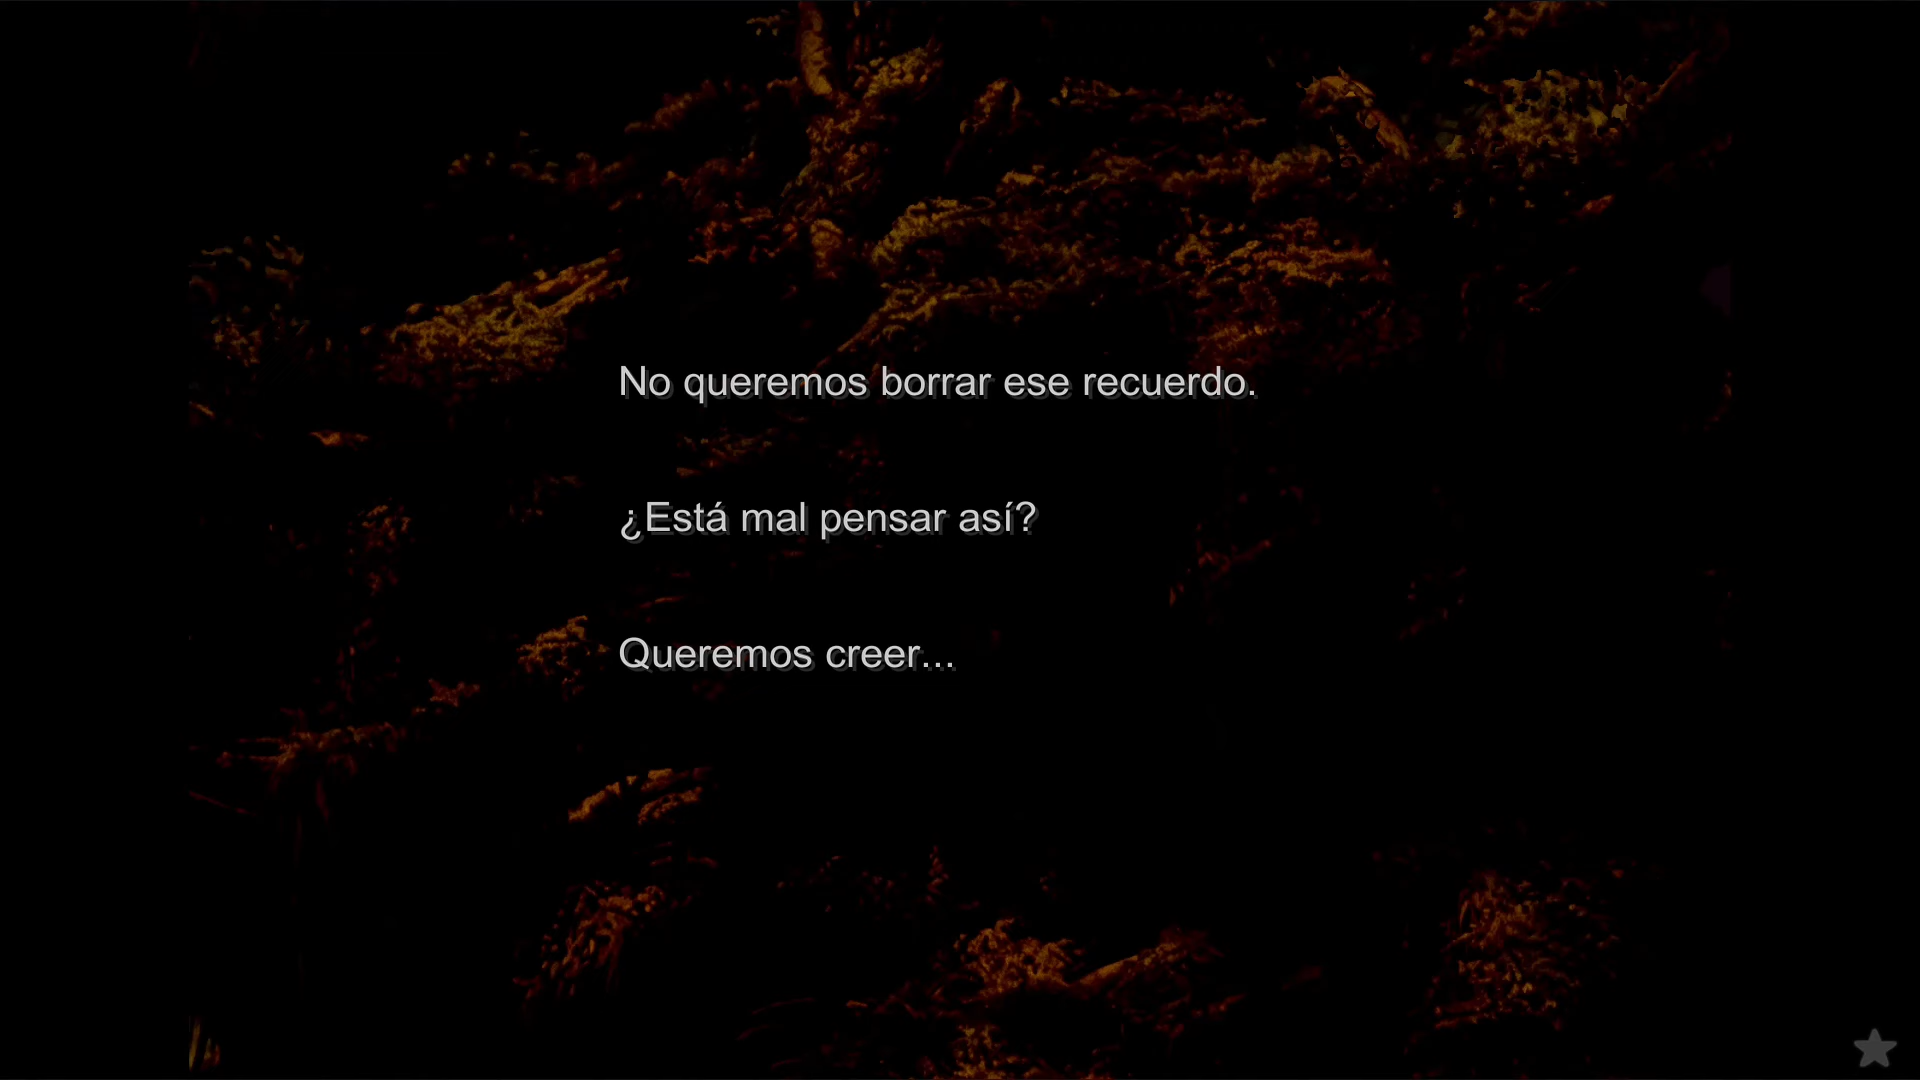 No queremos borrar ese recuerdo.
¿Está mal pensar así?
Queremos creer...